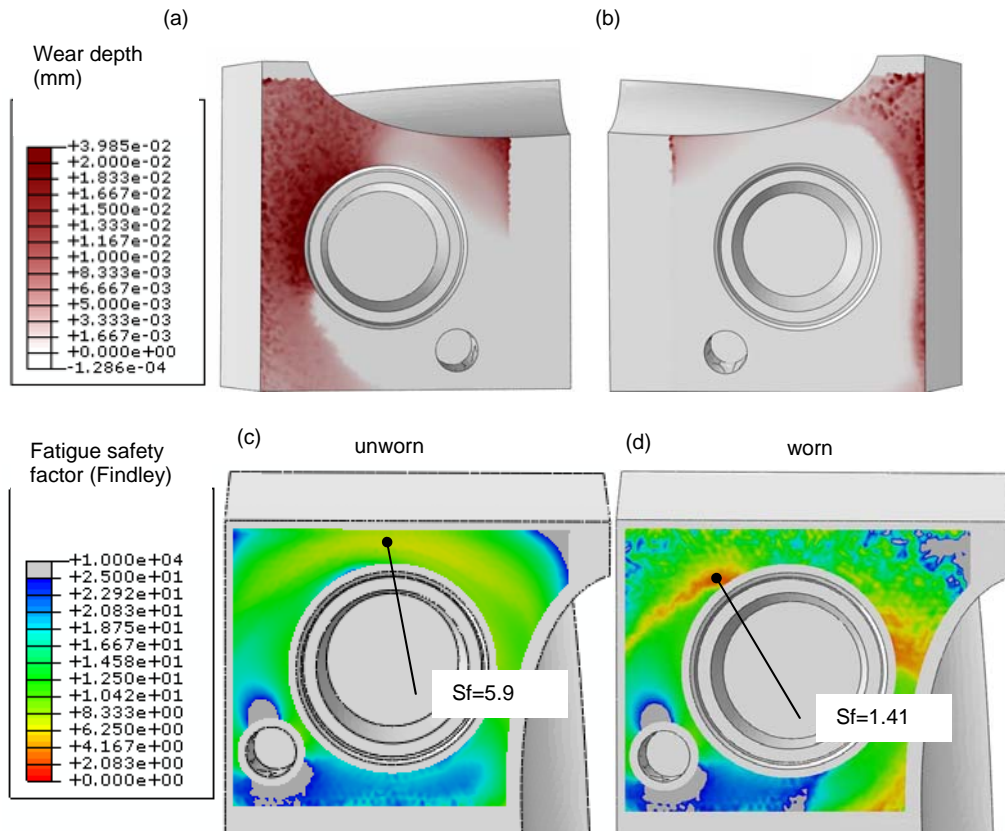 (a)
(b)
Wear depth
(mm)
+3.985e-02
+2.000e-02
+1.833e-02
+1.667e-02
+1.500e-02
+1.333e-02
+1.167e-02
+1.000e-02
+8.333e-03
+6.667e-03
+5.000e-03
+3.333e-03
+1.667e-03
+0.000e+00
-1.286e-04
(c)
unworn
(d)
worn
Fatigue safety
factor (Findley)
+1.000e+04
+2.500e+01
+2.292e+01
+2.083e+01
+1.875e+01
+1.667e+01
+1.458e+01
+1.250e+01
+1.042e+01
+8.333e+00
+6.250e+00
+4.167e+00
+2.083e+00
+0.000e+00
Sf=5.9
Sf=1.41